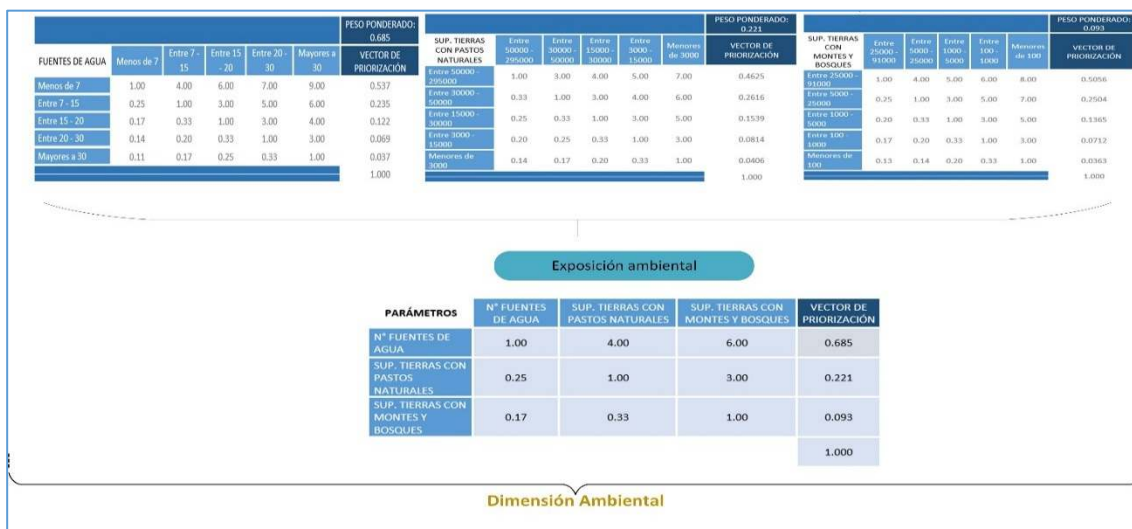 PESO PONDERADO:
0.685
FUENTES DE AGUA Menos de 7 Entre 7 - 15 Entre 15 - 20 Entre 20 - 30 Mayores a 30 VECTOR DE PRIORIZACIÓN
Menos de 7 1.00 4.00 6.00 7.00 9.00 0.537
Entre 7 - 15 0.25 1.00 3.00 5.00 6.00 0.235
Entre 15 - 20 0.17 0.33 1.00 3.00 4.00 0.122
Entre 20 - 30 0.14 0.20 0.33 1.00 3.00 0.069
Mayores a 30 0.11 0.17 0.25 0.33 1.00 0.037
1.000
PESO PONDERADO:
0.221
SUP. TIERRAS CON PASTOS NATURALES Entre 50000 - 295000 Entre 30000 - 50000 Entre 15000 - 30000 Entre 3000 - 15000 Menores de 3000 VECTOR DE PRIORIZACIÓN
Entre 50000 - 295000 1.00 3.00 4.00 5.00 7.00 0.4625
Entre 30000 - 50000 0.33 1.00 3.00 4.00 6.00 0.2616
Entre 15000 - 30000 0.25 0.33 1.00 3.00 5.00 0.1539
Entre 3000 - 15000 0.20 0.25 0.33 1.00 3.00 0.0814
Menores de 3000 0.14 0.17 0.20 0.33 1.00 0.0406
1.000
PESO PONDERADO:
0.093
SUP. TIERRAS CON MONTES Y BOSQUES Entre 25000 - 91000 Entre 5000 - 25000 Entre 1000 - 5000 Entre 100 - 1000 Menores de 100 VECTOR DE PRIORIZACIÓN
Entre 25000 - 91000 1.00 4.00 5.00 6.00 8.00 0.5056
Entre 5000 - 25000 0.25 1.00 3.00 5.00 7.00 0.2504
Entre 1000 - 5000 0.20 0.33 1.00 3.00 5.00 0.1365
Entre 100 - 1000 0.17 0.20 0.33 1.00 3.00 0.0712
Menores de 100 0.13 0.14 0.20 0.33 1.00 0.0363
1.000
Exposición ambiental
PARÁMETROS N° FUENTES DE AGUA SUP. TIERRAS CON PASTOS NATURALES SUP. TIERRAS CON MONTES Y BOSQUES VECTOR DE PRIORIZACIÓN
N° FUENTES DE AGUA 1.00 4.00 6.00 0.685
SUP. TIERRAS CON PASTOS NATURALES 0.25 1.00 3.00 0.221
SUP. TIERRAS CON MONTES Y BOSQUES 0.17 0.33 1.00 0.093
1.000
Dimensión Ambiental